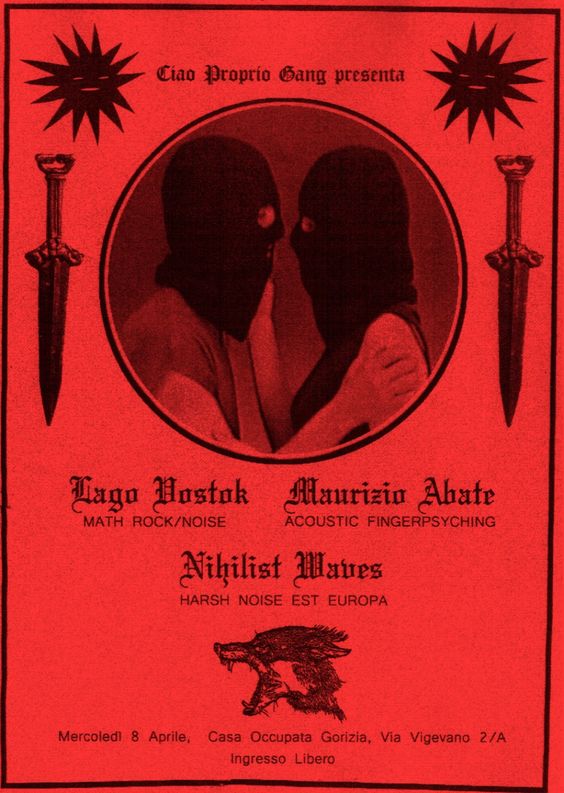 Ciao Proprio Gang presenta
Lago Vostok Maurizio Abate
MATH ROCK/NOISE ACOUSTIC FINGERPSYCHING
Nihilist Waves
HARSH NOISE EST EUROPA
Mercoledì 8 Aprile, Casa Occupata Gorizia, Via Vigevano 2/A
Ingresso Libero